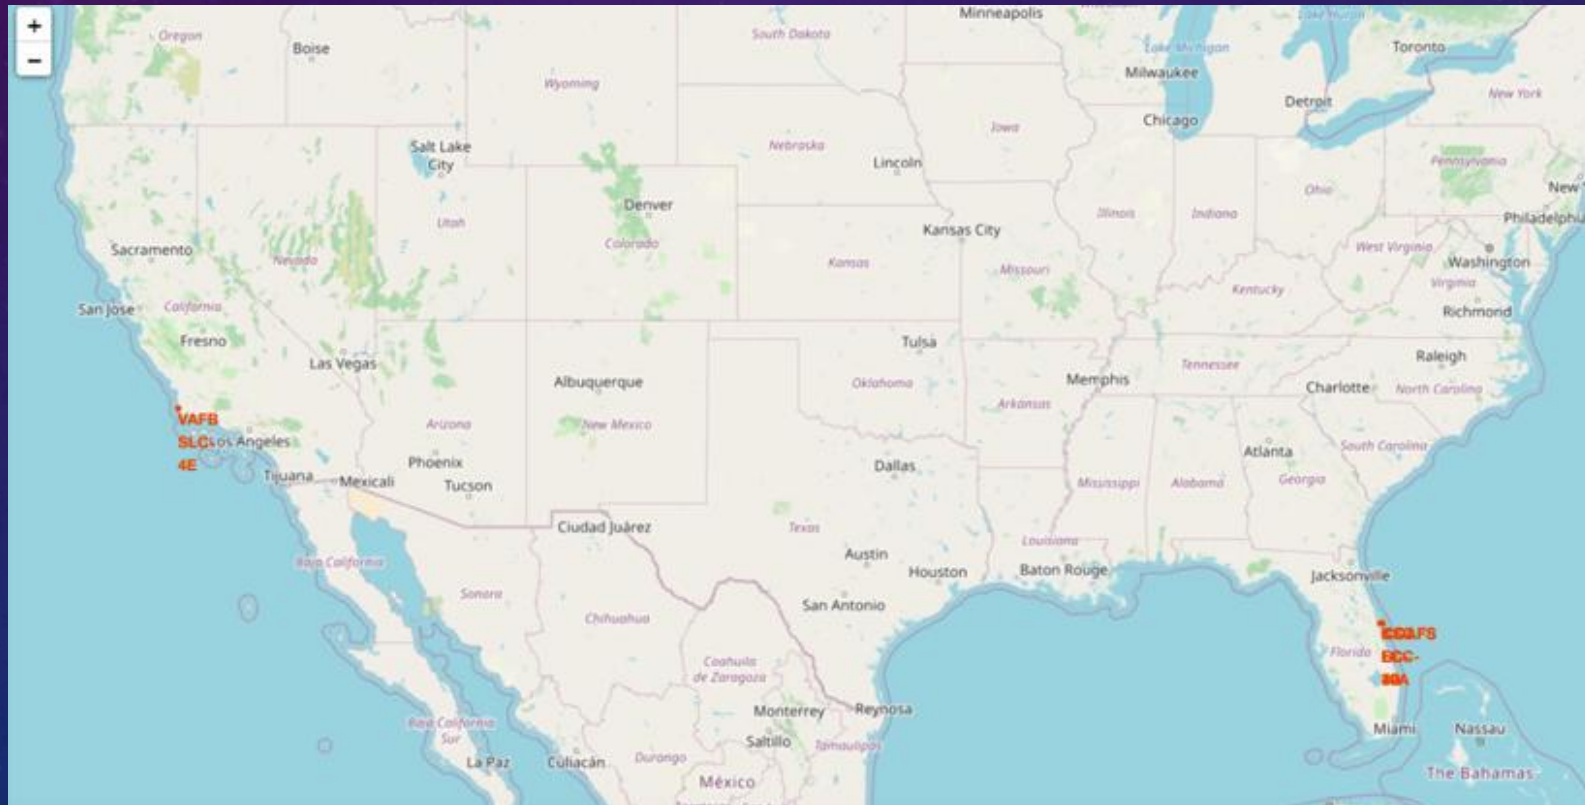 +
−
Minneapolis
Oregon
South Dakota
Lake Huron
Boise
Lake Michigan
Toronto
Milwaukee
Wyoming
New York
Detroit
Chicago
Iowa
Salt Lake
City
Nebraska
Lincoln
Pennsylvania
New
Denver
Ohio
Utah
Illinois
Indiana
Philadelphi
Kansas City
Sacramento
Colorado
West Virginia
Nevada
Kansas
Missouri
Washington
Virginia
Kentucky
San Jose
California
Richmond
Fresno
Tulsa
Raleigh
Las Vegas
Tennessee
Albuquerque
Oklahoma
Memphis
Charlotte
North Carolina
Arkansas
VAFB
SLC-
4E
Los Angeles
Arizona
New Mexico
South Carolina
Phoenix
Dallas
Atlanta
Tijuana
Mexicali
Tucson
Mississippi
Alabama
Georgia
Ciudad Juárez
Texas
Louisiana
Austin
Baja California
Houston
Baton Rouge
Jacksonville
Sonora
San Antonio
Chihuahua
Florida
Coahuila
de Zaragoza
Monterrey
Reynosa
Baja California
Sur
Miami
Nassau
Saltillo
Tamaulipas
Durango
La Paz
Culiacán
The Bahamas
México